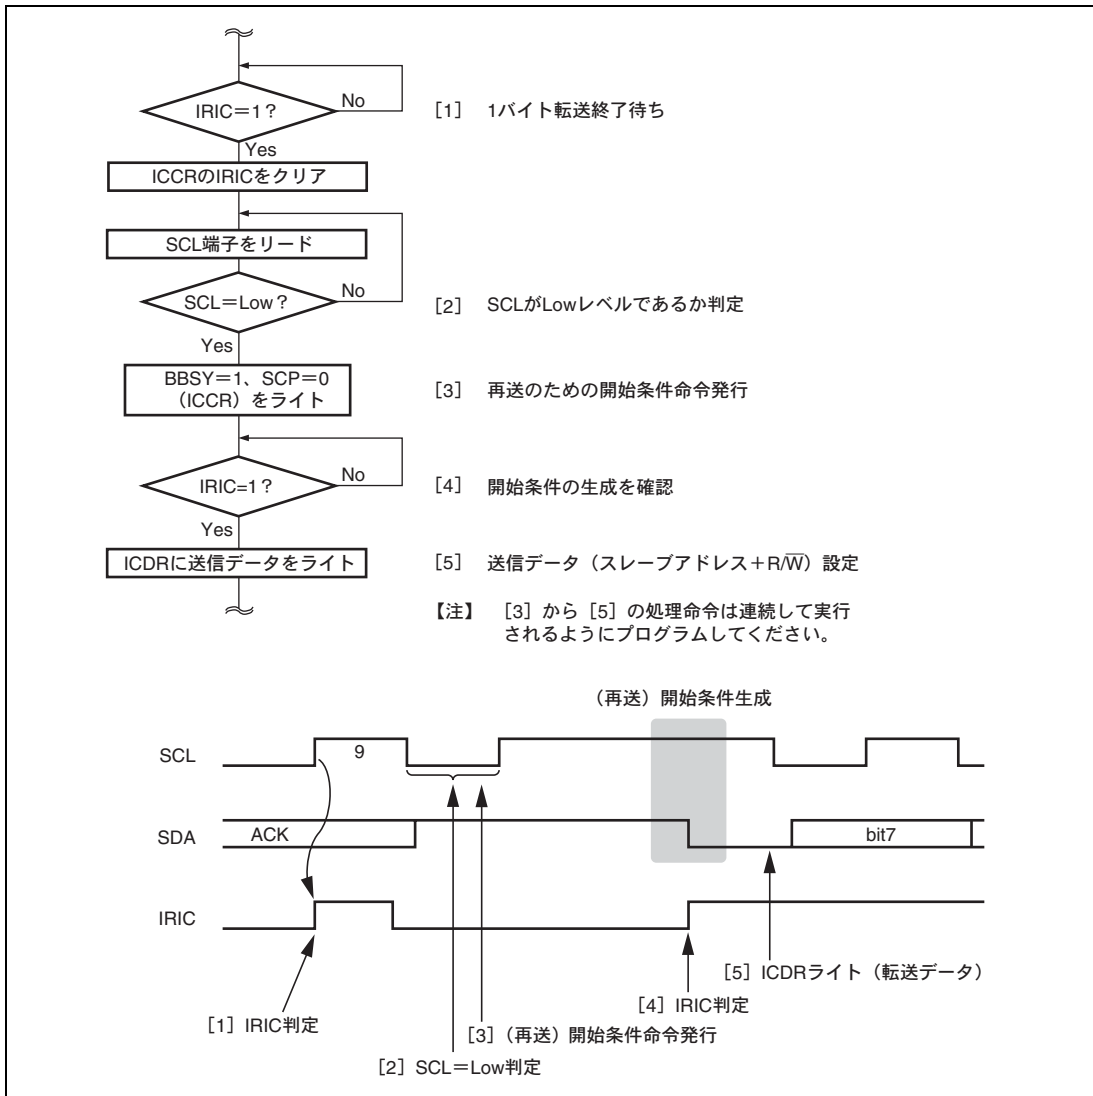 IRIC＝1？
No
［1］ 1バイト転送終了待ち
Yes
ICCRのIRICをクリア
SCL端子をリード
SCL＝Low？
No
［2］ SCLがLowレベルであるか判定
Yes
BBSY＝1、SCP＝0
（ICCR）をライト
［3］ 再送のための開始条件命令発行
IRIC=1？
No
［4］ 開始条件の生成を確認
Yes
ICDRに送信データをライト
［5］ 送信データ（スレーブアドレス＋R/W̅）設定
【注】 ［3］から［5］の処理命令は連続して実行
されるようにプログラムしてください。
（再送）開始条件生成
SCL
9
SDA
ACK
bit7
IRIC
［5］ICDRライト（転送データ）
［4］IRIC判定
［1］IRIC判定
［3］（再送）開始条件命令発行
［2］SCL＝Low判定